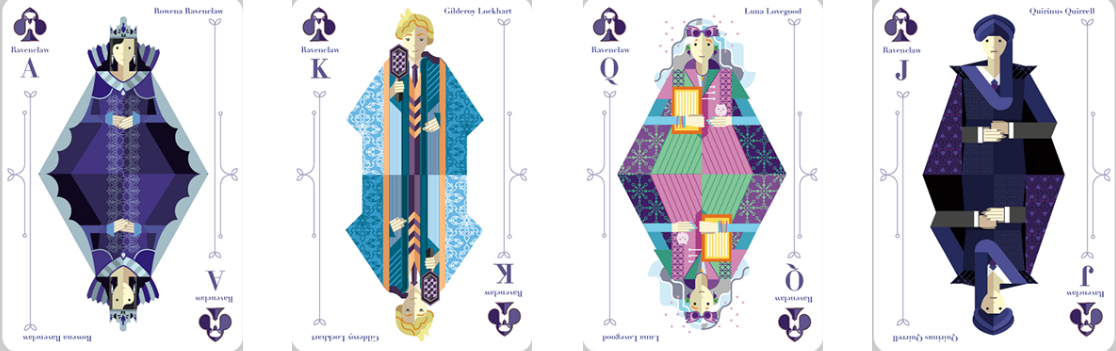 Rowena Ravenclaw
Ravenclaw
A
A
Ravenclaw
Rowena Ravenclaw
Gilderoy Lockhart
Ravenclaw
K
K
Ravenclaw
Gilderoy Lockhart
Luna Lovegood
Ravenclaw
Q
Q
Ravenclaw
Luna Lovegood
Quirinus Quirrell
Ravenclaw
J
J
Ravenclaw
Quirinus Quirrell